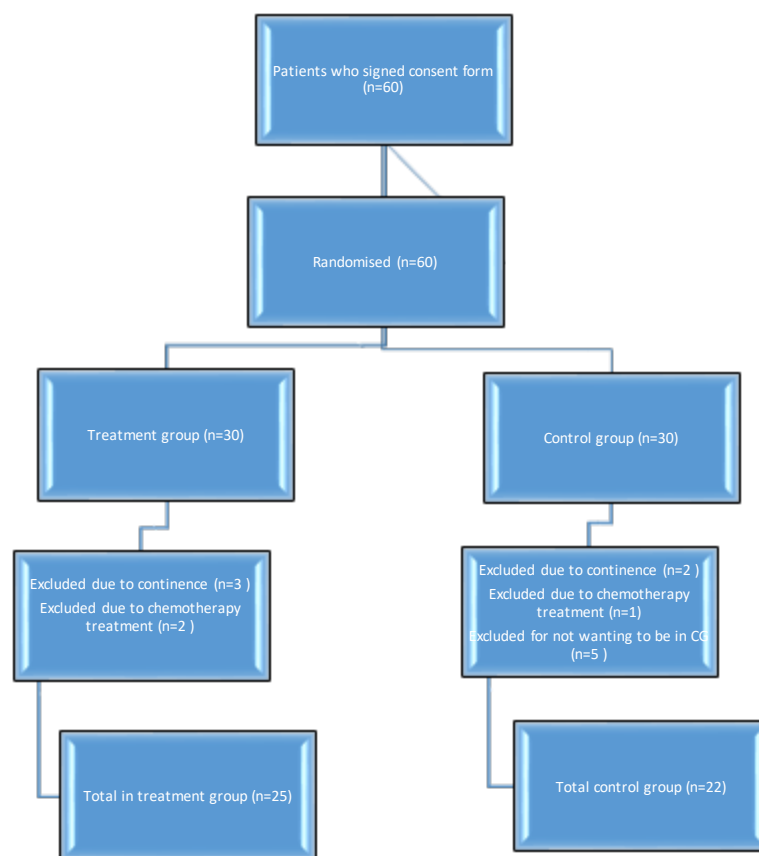 Patients who signed consent form
(n=60)
Randomised (n=60)
Treatment group (n=30)
Control group (n=30)
Excluded due to continence (n=3 )
Excluded due to chemotherapy
treatment (n=2 )
Excluded due to continence (n=2 )
Excluded due to chemotherapy
treatment (n=1)
Excluded for not wanting to be in CG
(n=5 )
Total in treatment group (n=25)
Total control group (n=22)